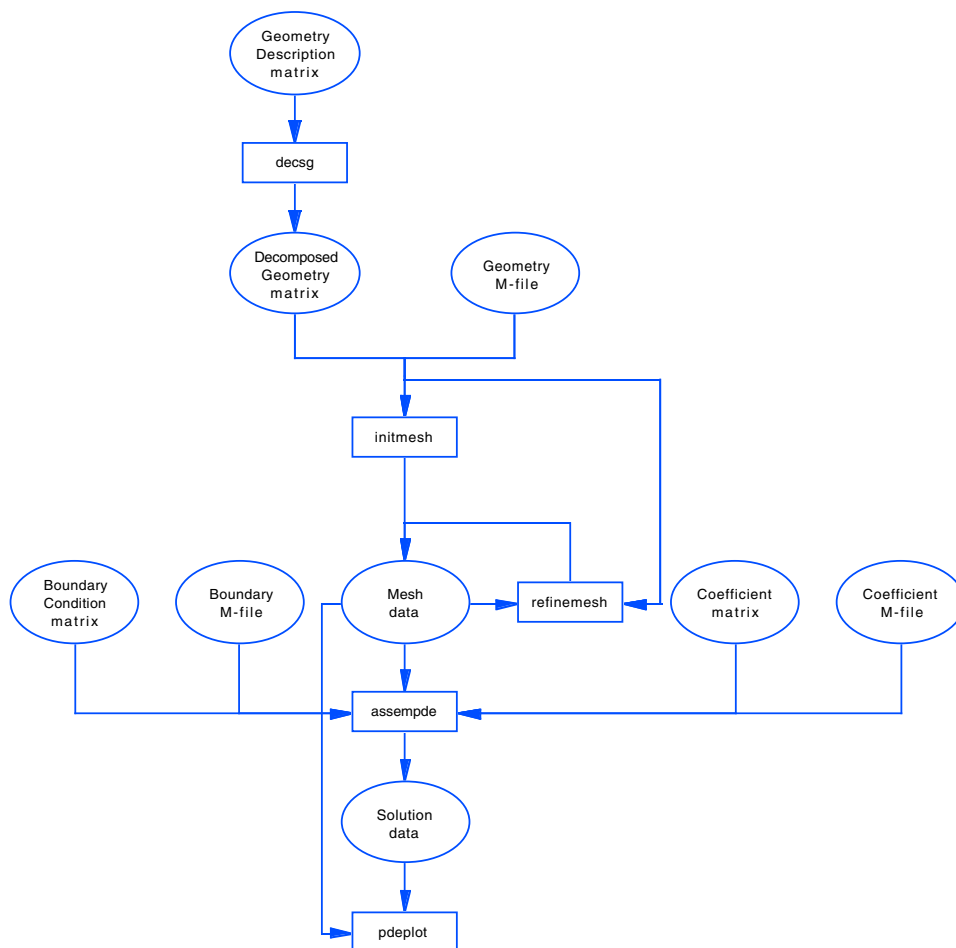 Geometry
Description
matrix
decsg
Decomposed
Geometry
matrix
Geometry
M-file
initmesh
Boundary
Condition
matrix
Boundary
M-file
Mesh
data
refinemesh
Coefficient
matrix
Coefficient
M-file
assempde
Solution
data
pdeplot